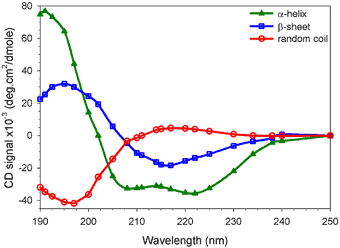 80
60
40
20
0
-20
-40
CD signal x10⁻³ (deg.cm²/dmole)
α-helix
β-sheet
random coil
190 200 210 220 230 240 250
Wavelength (nm)